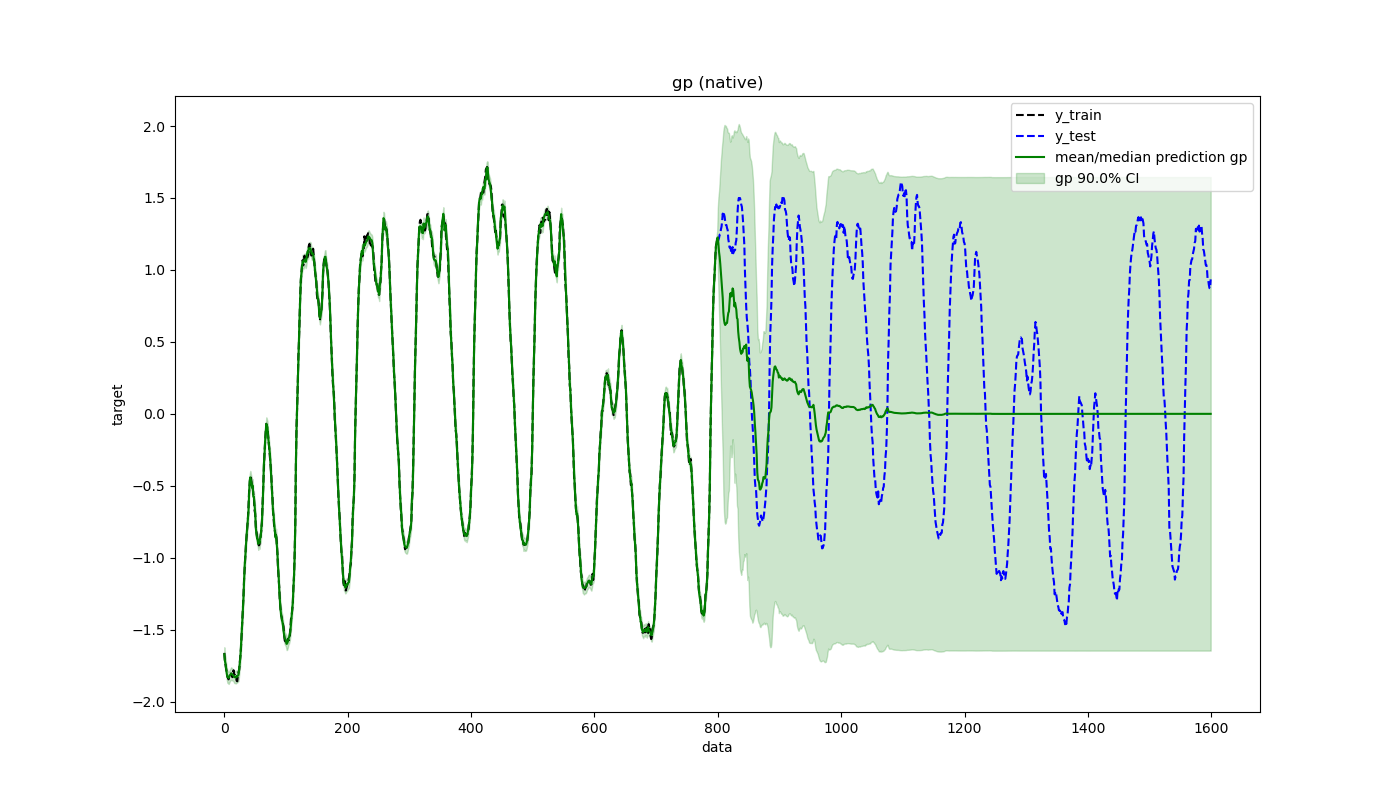 gp (native)
y_train
y_test
mean/median prediction gp
gp 90.0% CI
2.0
1.5
1.0
0.5
0.0
−0.5
−1.0
−1.5
−2.0
target
0 200 400 600 800 1000 1200 1400 1600
data